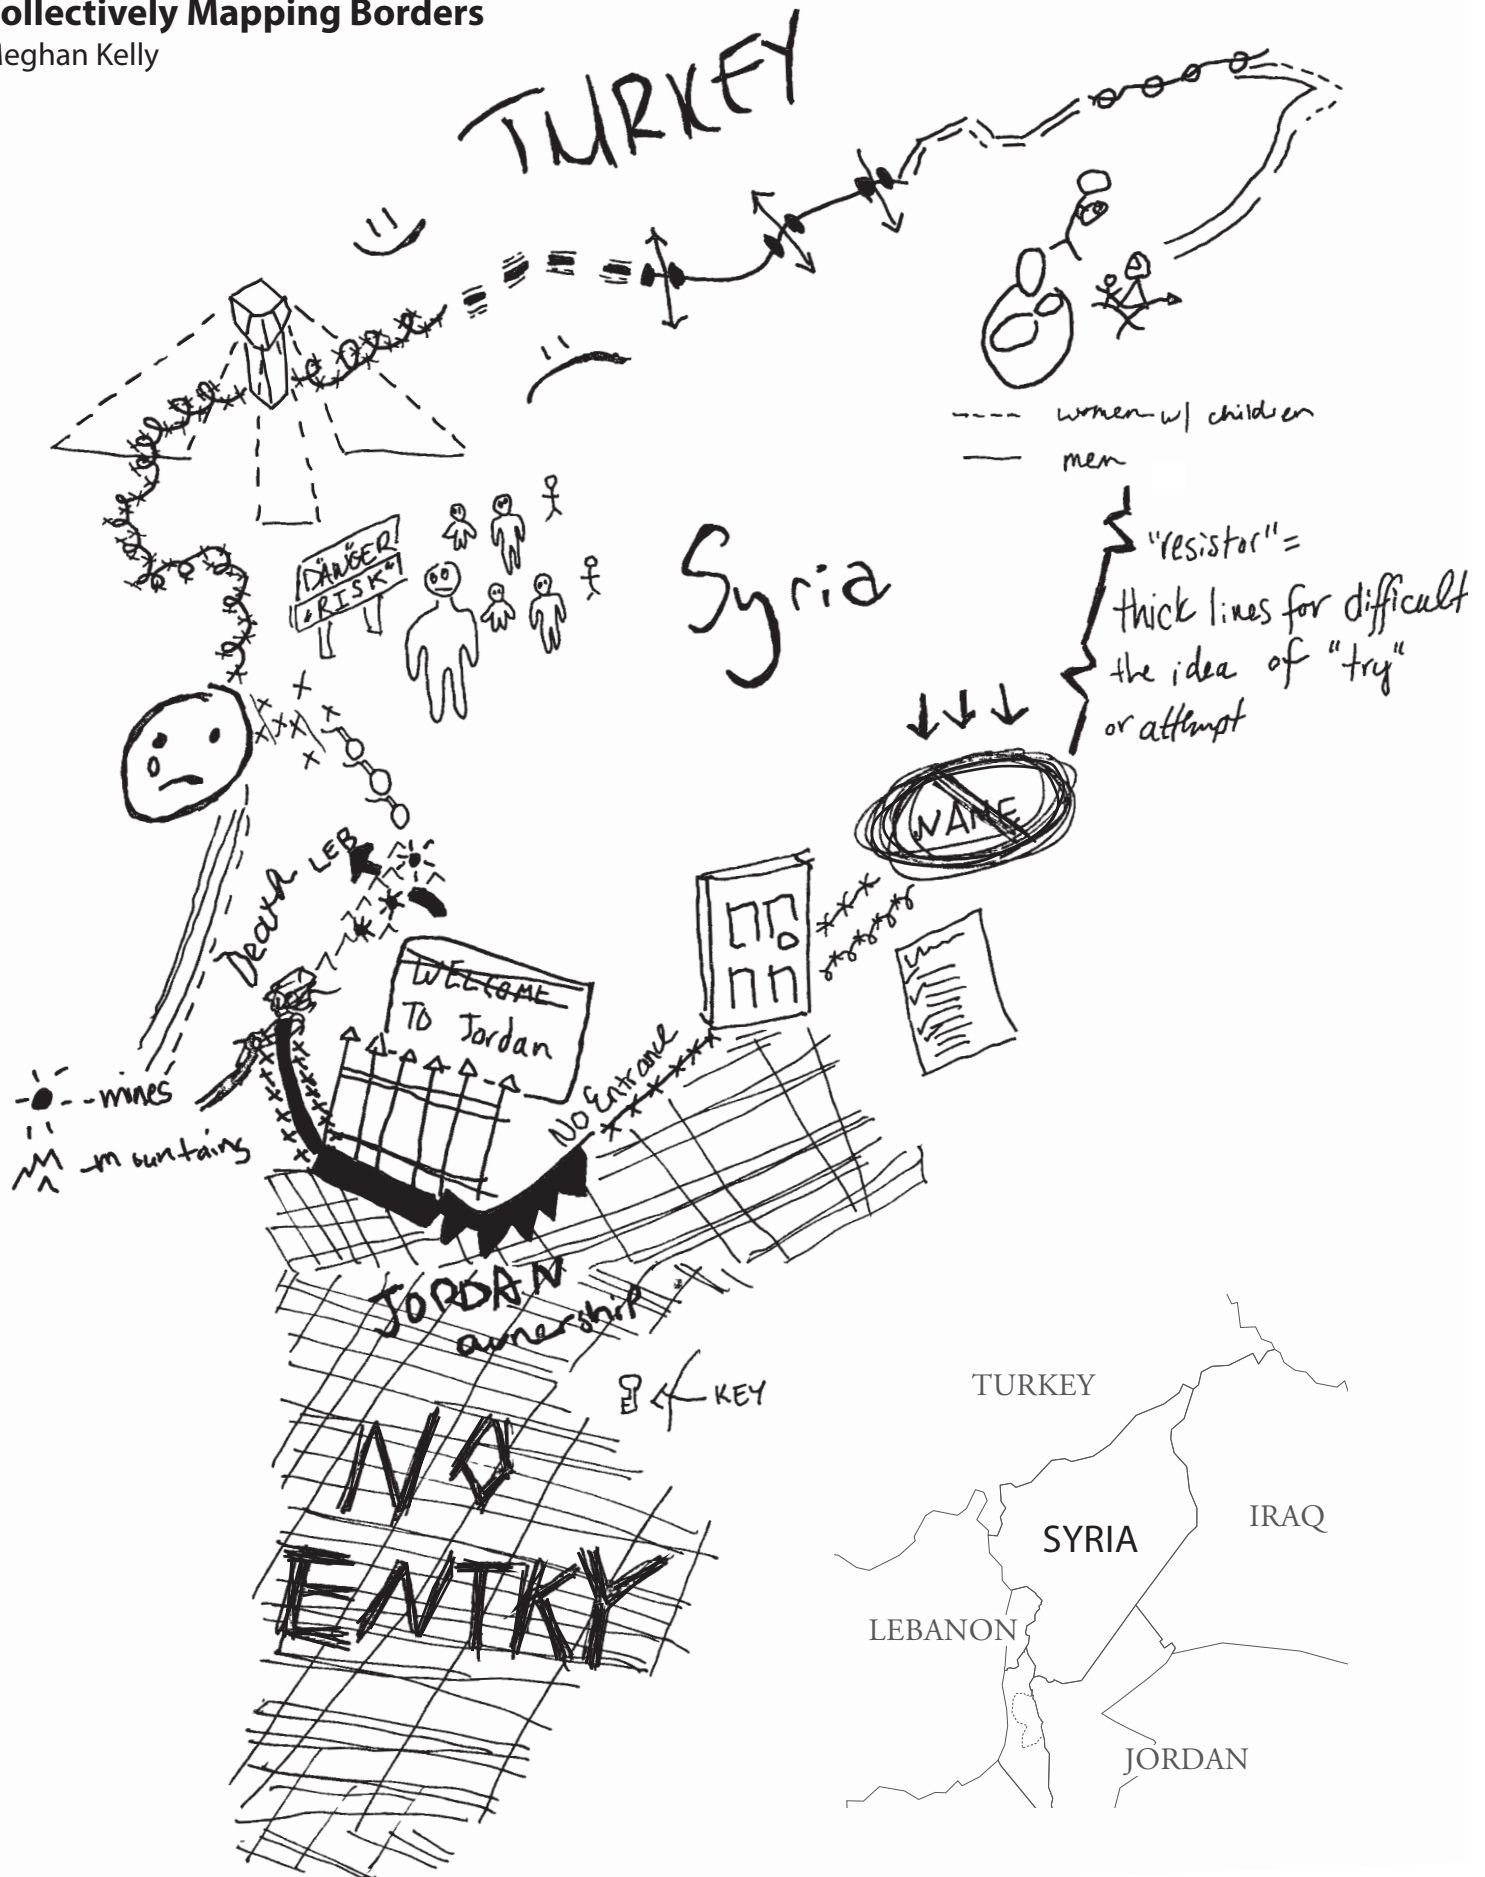 ollectively Mapping Borders
eghan Kelly
TURKEY
women w/ children
men
"DANGER!
& RISK"
Syria
"resistor"=
thick lines for difficult
the idea of "try"
or attempt
NAME
Death LEB
WELCOME
TO Jordan
No Entrance
mines
mountains
JORDAN
ownership
KEY
NO
ENTRY
TURKEY
IRAQ
SYRIA
LEBANON
JORDAN